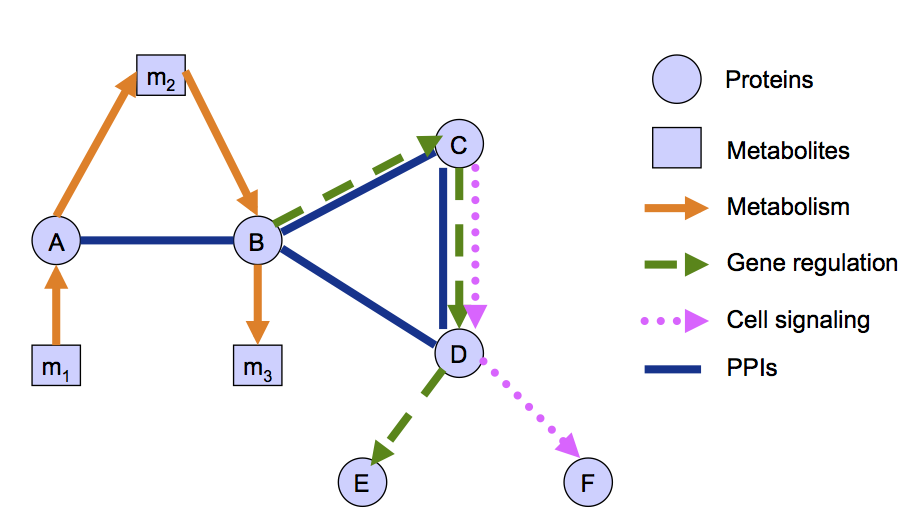 m2
Proteins
C
Metabolites
Metabolism
A
B
Gene regulation
Cell signaling
D
m1
m3
PPIs
E
F